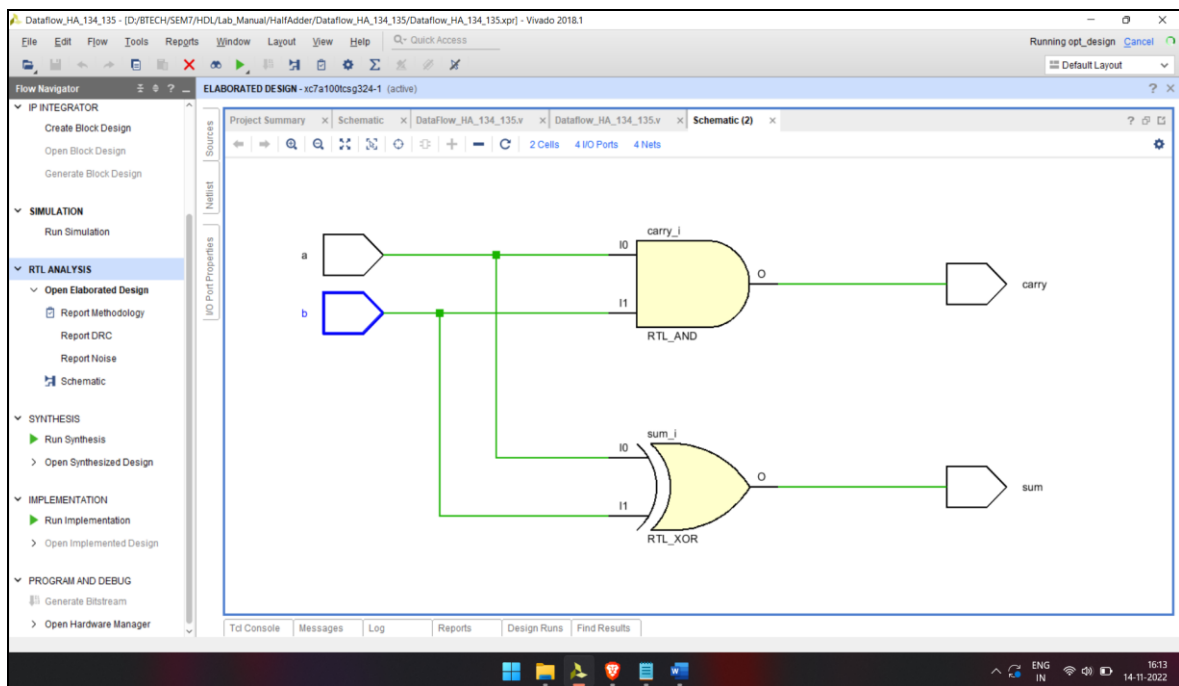 Dataflow_HA_134_135 - [D:/BTECH/SEM7/HDL/Lab_Manual/HalfAdder/Dataflow_HA_134_135/Dataflow_HA_134_135.xpr] - Vivado 2018.1
File Edit Flow Tools Reports Window Layout View Help Q- Quick Access
Running opt_design Cancel
Default Layout
Flow Navigator
ELABORATED DESIGN - xc7a100tcsg324-1 (active)
IP INTEGRATOR
Create Block Design
Open Block Design
Generate Block Design
SIMULATION
Run Simulation
RTL ANALYSIS
Open Elaborated Design
Report Methodology
Report DRC
Report Noise
Schematic
SYNTHESIS
Run Synthesis
Open Synthesized Design
IMPLEMENTATION
Run Implementation
Open Implemented Design
PROGRAM AND DEBUG
Generate Bitstream
Open Hardware Manager
Sources
Netlist
I/O Port Properties
Project Summary Schematic DataFlow_HA_134_135.v Dataflow_HA_134_135.v Schematic (2)
2 Cells 4 I/O Ports 4 Nets
a
b
carry_i
I0
I1
O
RTL_AND
carry
sum_i
I0
I1
O
RTL_XOR
sum
Tcl Console Messages Log Reports Design Runs Find Results
ENG
IN
16:13
14-11-2022